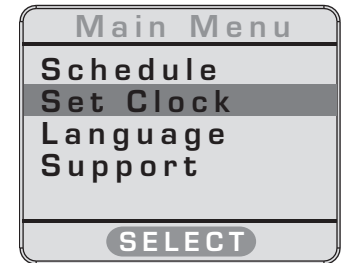 Main Menu
Schedule
Set Clock
Language
Support
SELECT